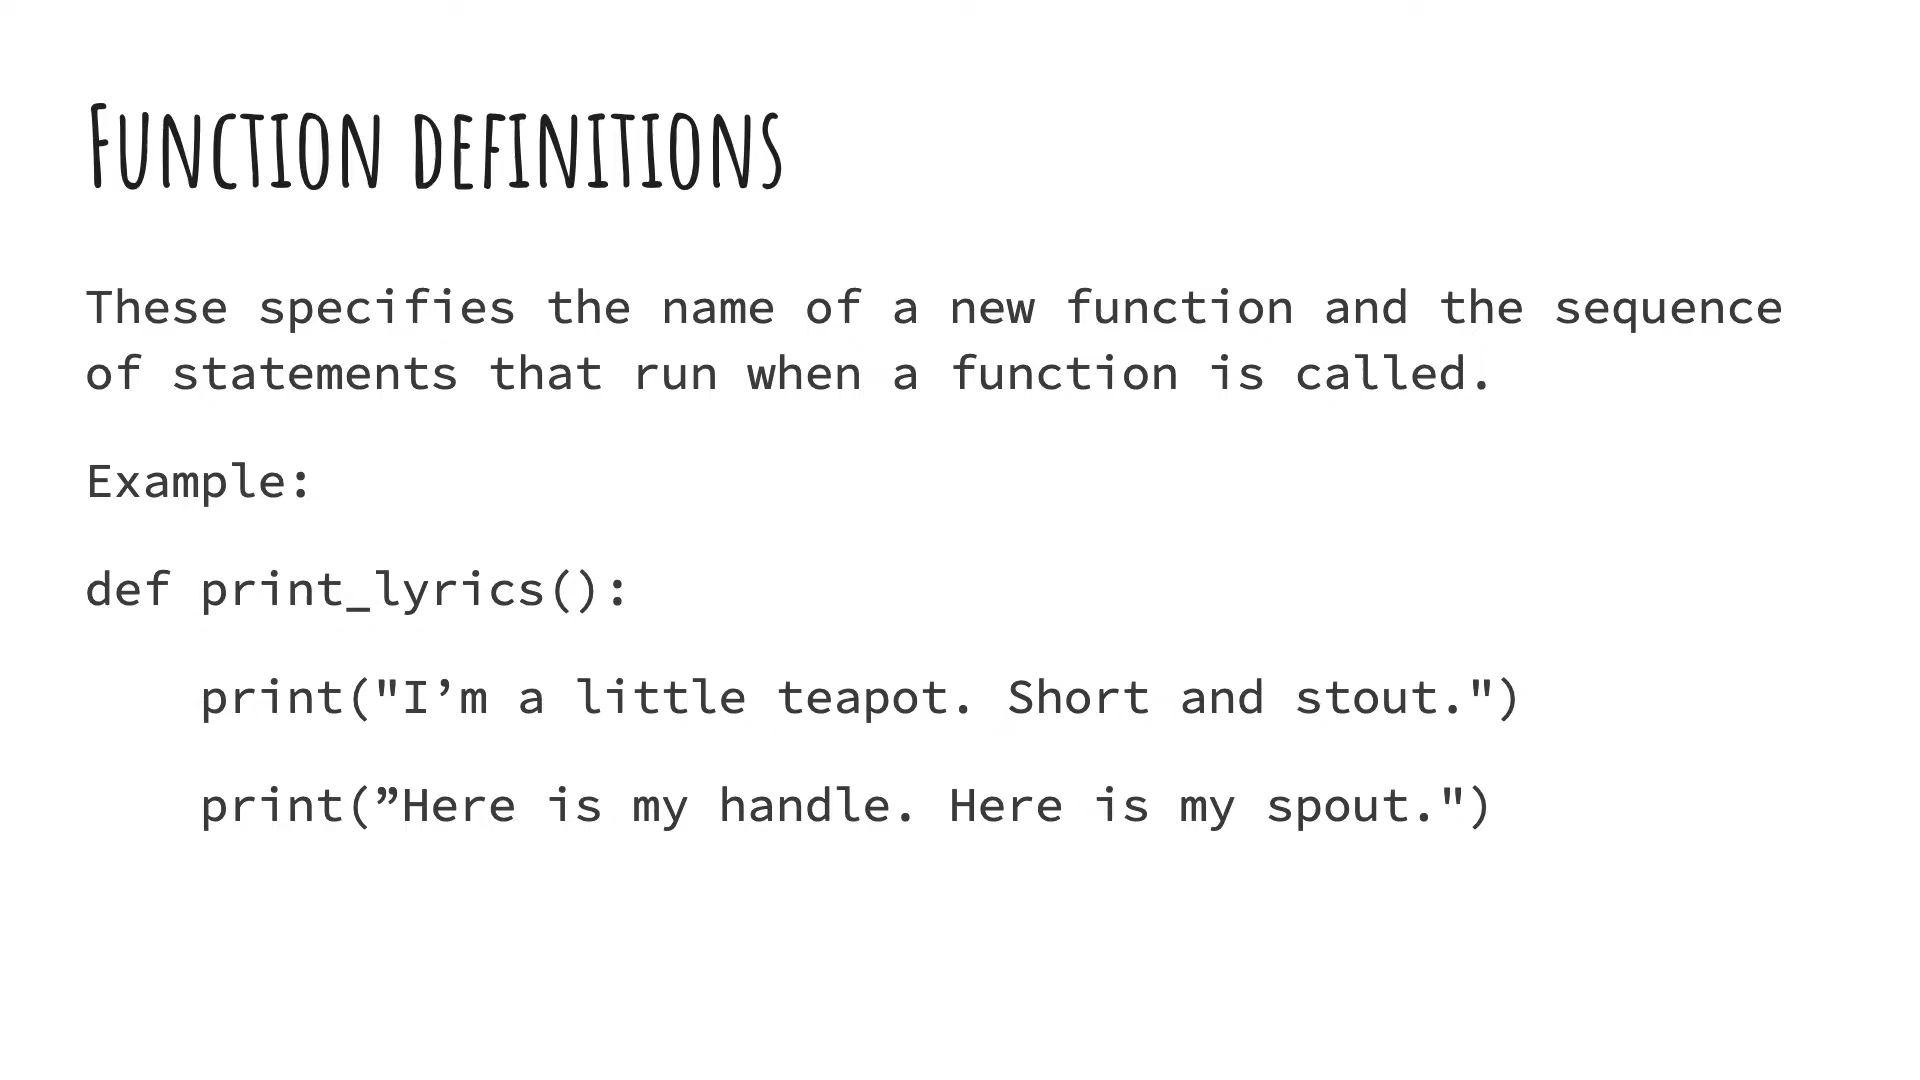 Function definitions
These specifies the name of a new function and the sequence
of statements that run when a function is called.
Example:
def print_lyrics():
    print("I’m a little teapot. Short and stout.")
    print(”Here is my handle. Here is my spout.")